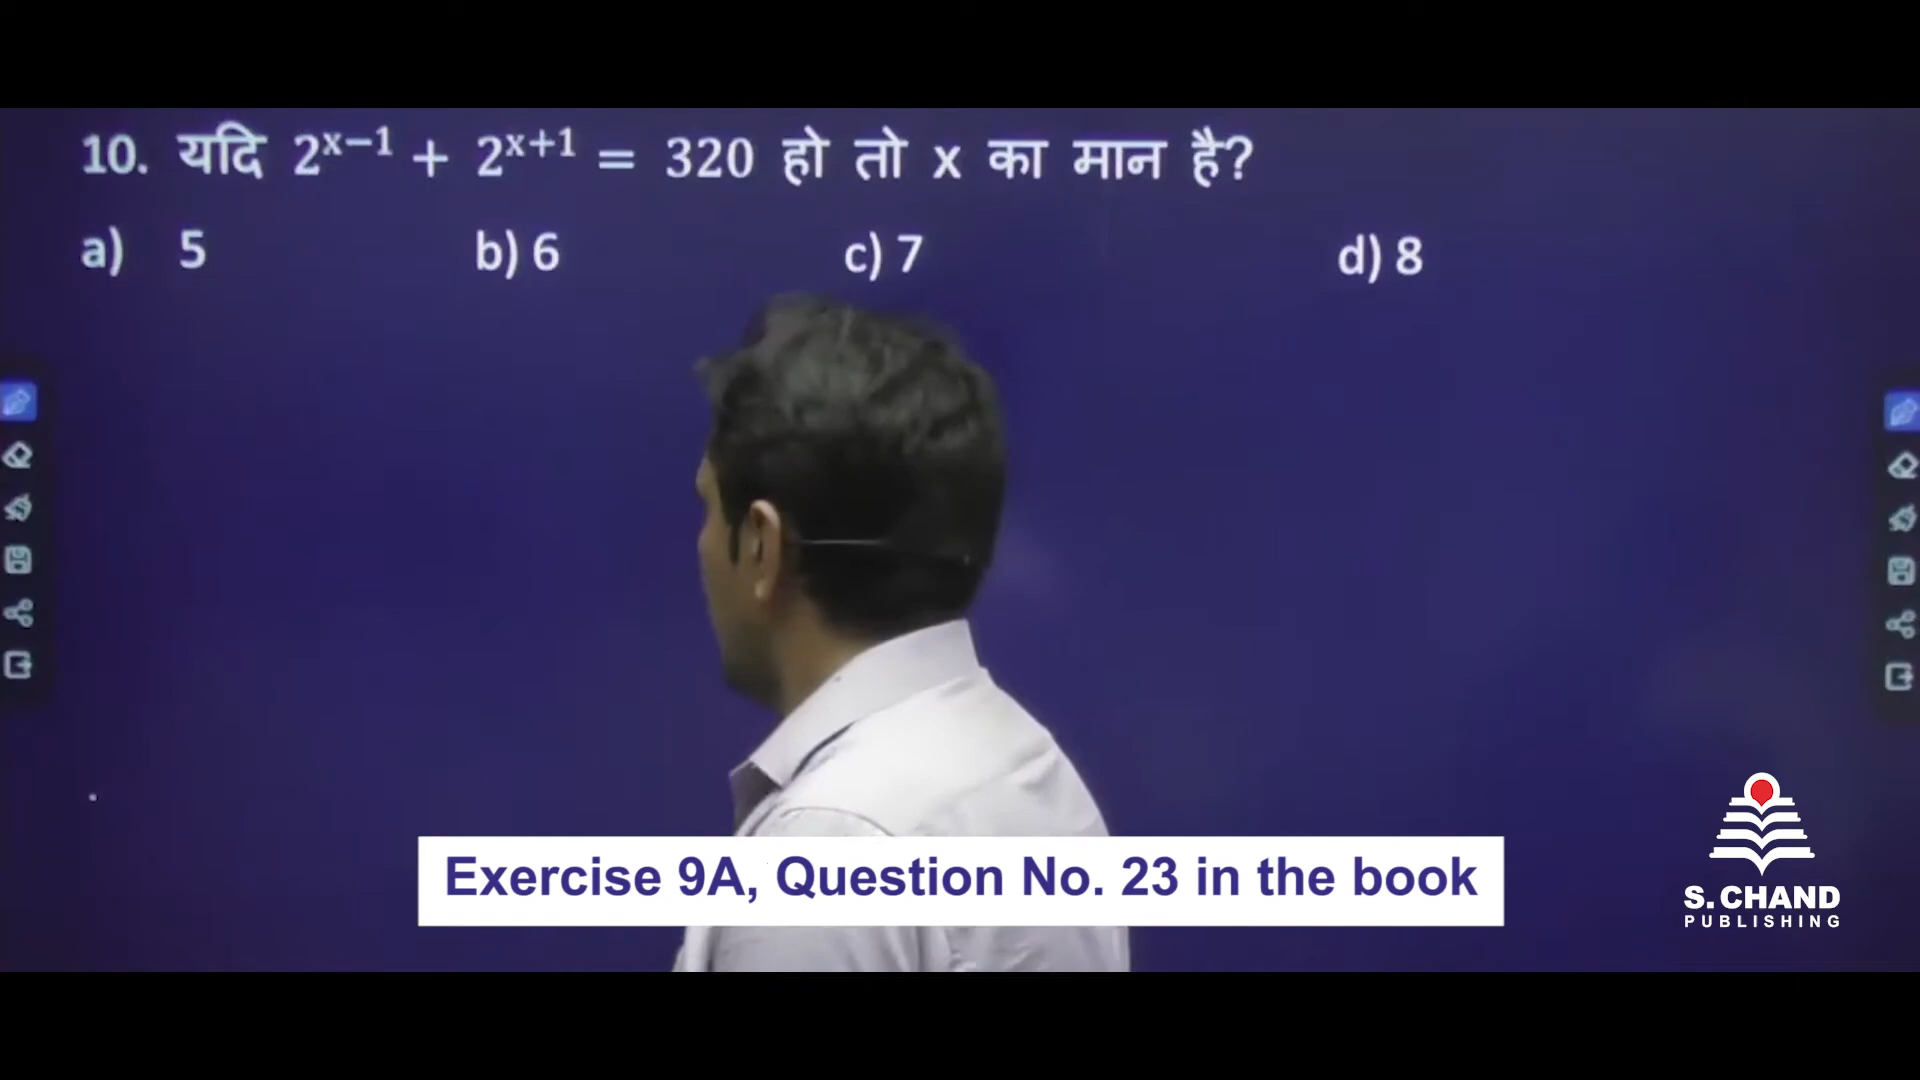 10. यदि 2^{x−1} + 2^{x+1} = 320 हो तो x का मान है?
a) 5 b) 6 c) 7 d) 8
Exercise 9A, Question No. 23 in the book
S. CHAND
PUBLISHING